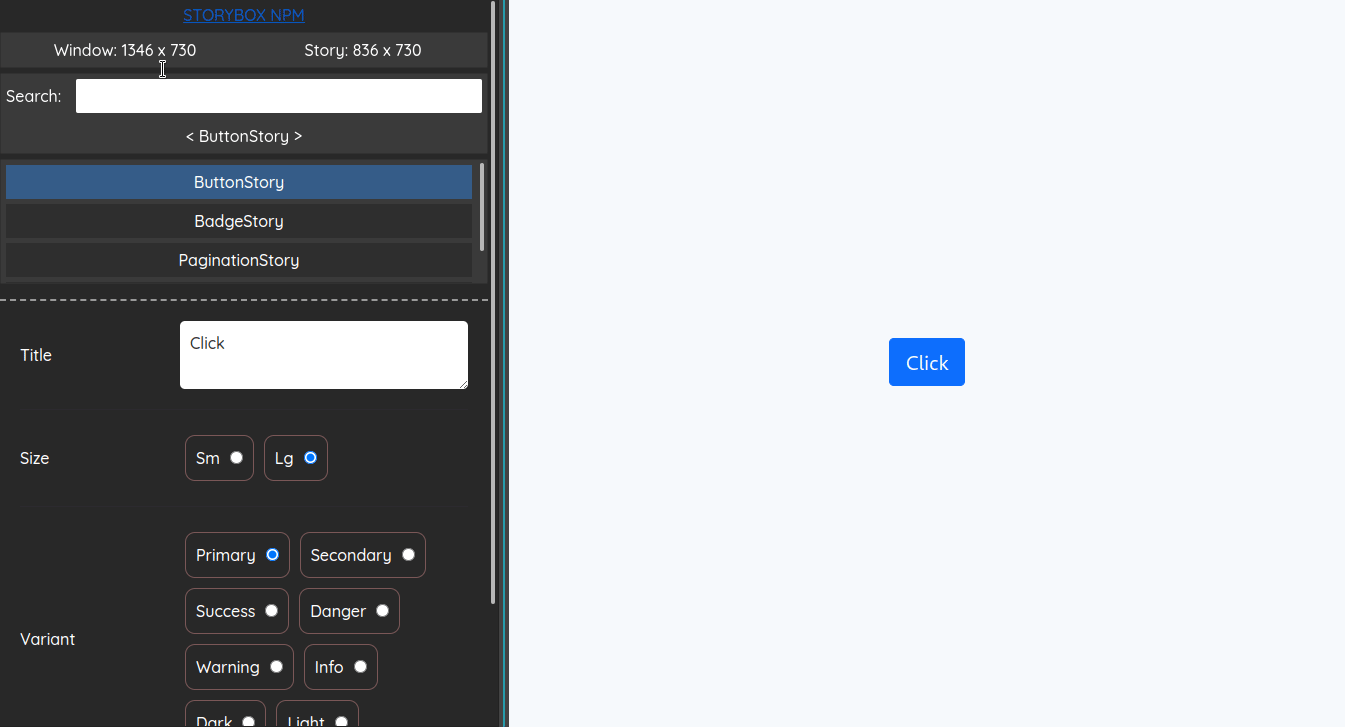 STORYBOX NPM
Window: 1346 x 730 Story: 836 x 730
Search:
< ButtonStory >
ButtonStory
BadgeStory
PaginationStory
Title Click
Size Sm Lg
Primary Secondary
Success Danger
Variant
Warning Info
Dark Light
Click